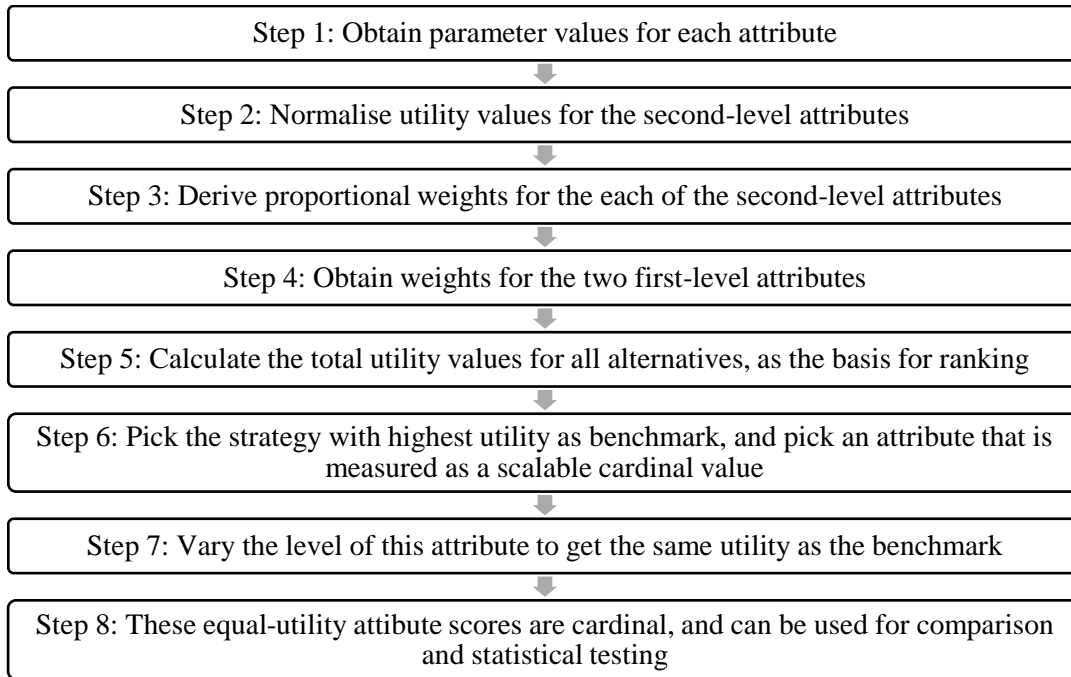 Step 1: Obtain parameter values for each attribute
Step 2: Normalise utility values for the second-level attributes
Step 3: Derive proportional weights for the each of the second-level attributes
Step 4: Obtain weights for the two first-level attributes
Step 5: Calculate the total utility values for all alternatives, as the basis for ranking
Step 6: Pick the strategy with highest utility as benchmark, and pick an attribute that is
measured as a scalable cardinal value
Step 7: Vary the level of this attribute to get the same utility as the benchmark
Step 8: These equal-utility attibute scores are cardinal, and can be used for comparison
and statistical testing